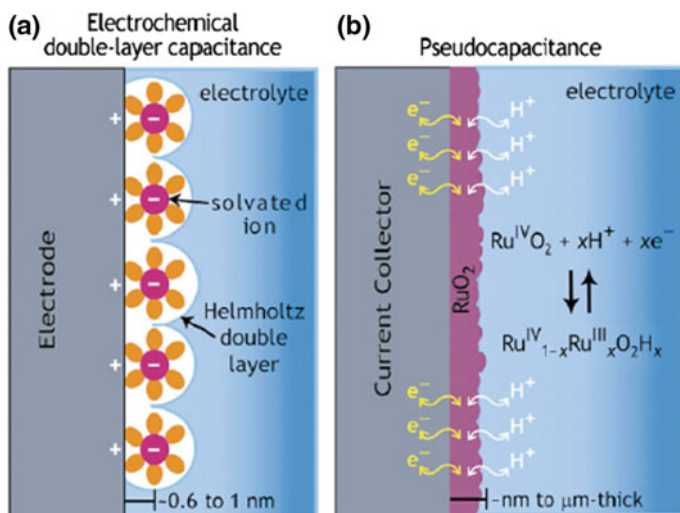 (a) Electrochemical
double-layer capacitance
electrolyte
+ −
+ −
+ −
+ −
+ −
solvated
ion
Helmholtz
double
layer
Electrode
~0.6 to 1 nm
(b) Pseudocapacitance
electrolyte
e⁻ H⁺
e⁻ H⁺
e⁻ H⁺
Current Collector
RuO₂
RuᴵⱽO₂ + xH⁺ + xe⁻
Ruᴵⱽ₁₋ₓRuᴵᴵᴵₓO₂Hₓ
e⁻ H⁺
e⁻ H⁺
e⁻ H⁺
~nm to μm-thick